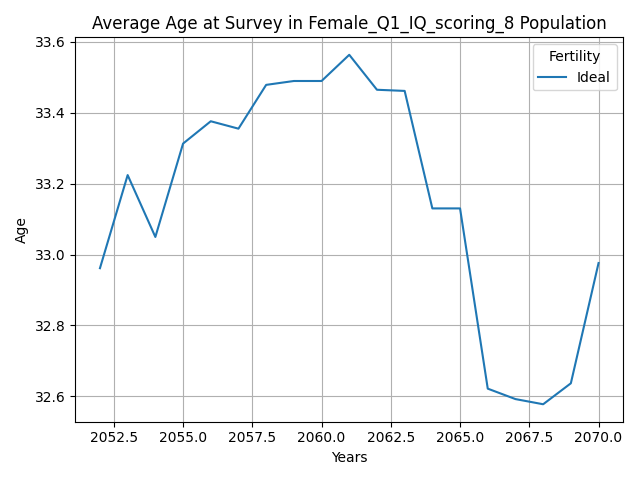 Average Age at Survey in Female_Q1_IQ_scoring_8 Population
Fertility
Ideal
33.6
33.4
33.2
33.0
32.8
32.6
Age
2052.5 2055.0 2057.5 2060.0 2062.5 2065.0 2067.5 2070.0
Years